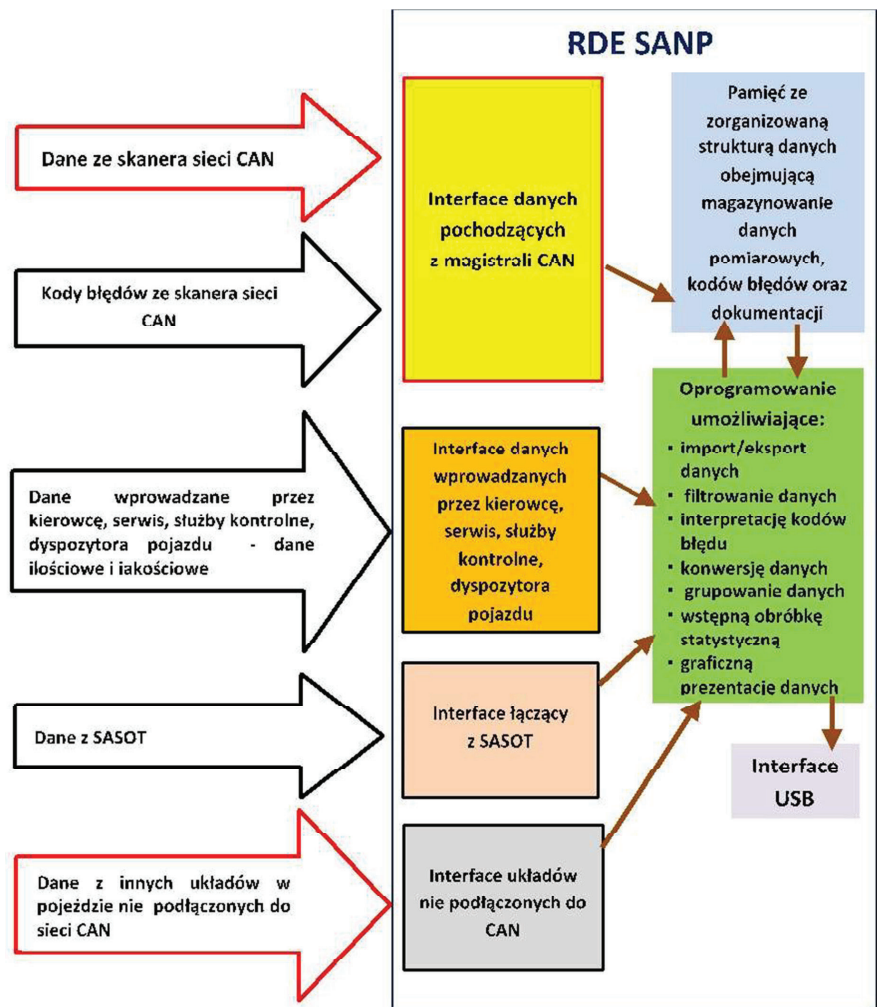 RDE SANP
Dane ze skanera sieci CAN
Kody błędów ze skanera sieci
CAN
Dane wprowadzane przez
kierowcę, serwis, służby kontrolne,
dyspozytora pojazdu - dane
ilościowe i iakościowe
Dane z SASOT
Dane z innych układów w
pojeździe nie podłączonych do
sieci CAN
Interface danych
pochodzących
z magistrali CAN
Interface danych
wprowadzanych
przez kierowcę,
serwis, służby
kontrolne,
dyspozytora
pojazdu
Interface łączący
z SASOT
Interface układów
nie podłączonych do
CAN
Pamięć ze
zorganizowaną
strukturą danych
obejmującą
magazynowanie
danych
pomiarowych,
kodów błędów oraz
dokumentacji
Oprogramowanie
umożliwiające:
▪ import/eksport
danych
▪ filtrowanie danych
▪ interpretację kodów
błędu
▪ konwersję danych
▪ grupowanie danych
▪ wstępną obróbkę
statystyczną
▪ graficzną
prezentację danych
Interface
USB